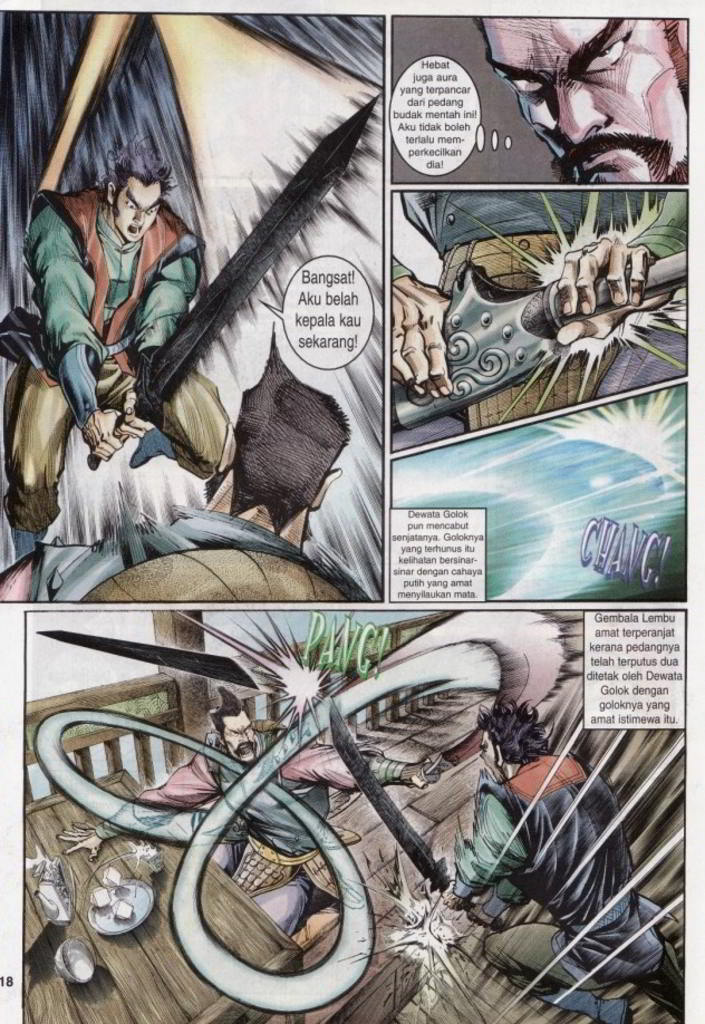 Bangsat!
Aku belah
kepala kau
sekarang!
Hebat
juga aura
yang terpancar
dari pedang
budak mentah ini!
Aku tidak boleh
terlalu mem-
perkecilkan
dia!
Dewata Golok
pun mencabut
senjatanya. Goloknya
yang terhunus itu
kelihatan bersinar-
sinar dengan cahaya
putih yang amat
menyilaukan mata.
CHANG!
PANG!
Gembala Lembu
amat terperanjat
kerana pedangnya
telah terputus dua
ditetak oleh Dewata
Golok dengan
goloknya yang
amat istimewa itu.
18